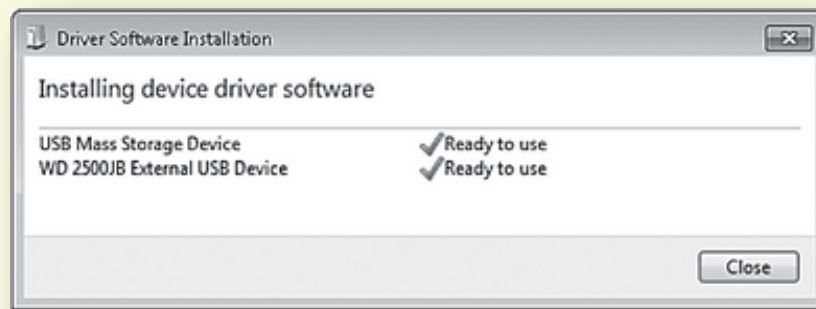 Driver Software Installation
Installing device driver software
USB Mass Storage Device Ready to use
WD 2500JB External USB Device Ready to use
Close